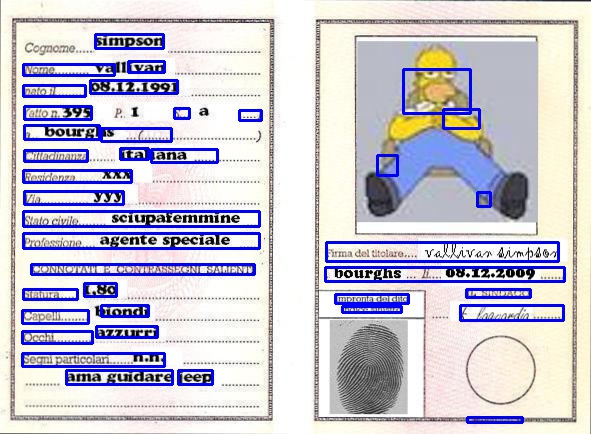 Cognome simpson
Nome vallivan
nato il 08.12.1991
(atto n. 395 P. 1 S. a ......)
a bourghs ...(...............)
Cittadinanza italiana
Residenza xxx
Via yyy
Stato civile sciupafemmine
Professione agente speciale
CONNOTATI E CONTRASSEGNI SALIENTI
Statura 1,80
Capelli biondi
Occhi azzurri
Segni particolari n.n.
ama guidare jeep
Firma del titolare vallivan simpson
bourghs li 08.12.2009
Impronta del dito
indice sinistro
IL SINDACO